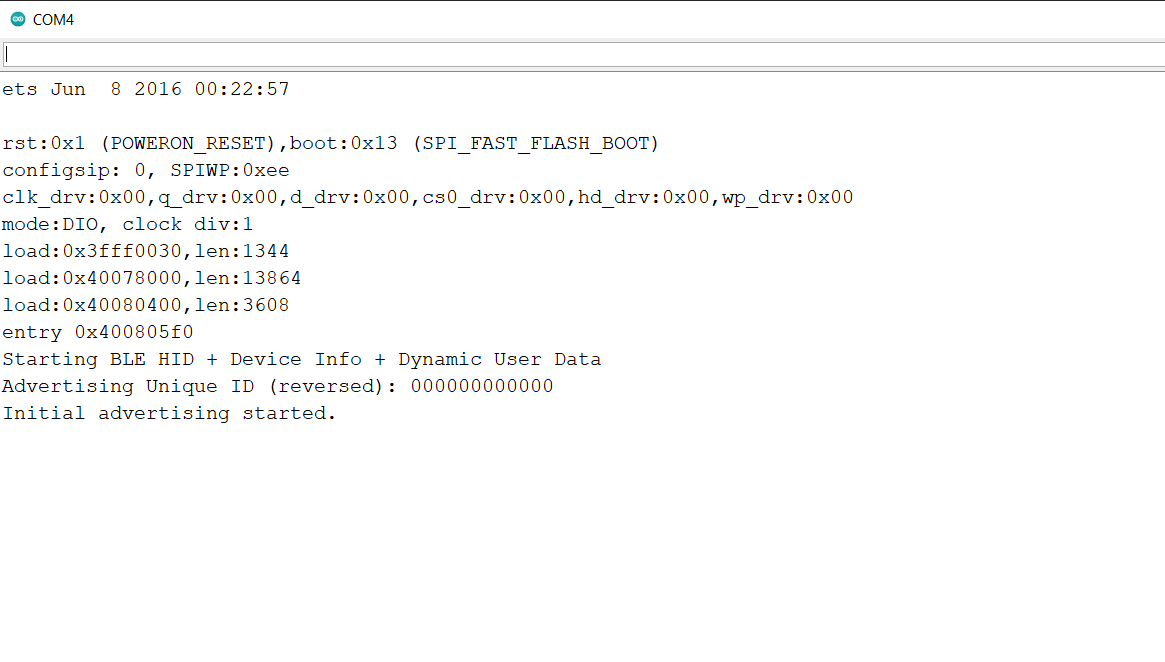 COM4
ets Jun  8 2016 00:22:57
rst:0x1 (POWERON_RESET),boot:0x13 (SPI_FAST_FLASH_BOOT)
configsip: 0, SPIWP:0xee
clk_drv:0x00,q_drv:0x00,d_drv:0x00,cs0_drv:0x00,hd_drv:0x00,wp_drv:0x00
mode:DIO, clock div:1
load:0x3fff0030,len:1344
load:0x40078000,len:13864
load:0x40080400,len:3608
entry 0x400805f0
Starting BLE HID + Device Info + Dynamic User Data
Advertising Unique ID (reversed): 000000000000
Initial advertising started.